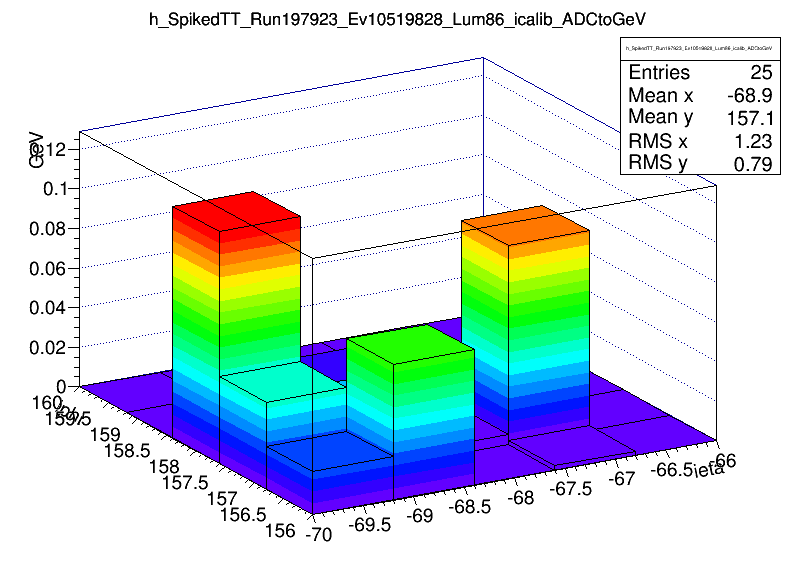 h_SpikedTT_Run197923_Ev10519828_Lum86_icalib_ADCtoGeV
h_SpikedTT_Run197923_Ev10519828_Lum86_icalib_ADCtoGeV
Entries 25
Mean x -68.9
Mean y 157.1
RMS x 1.23
RMS y 0.79
GeV
0.12
0.1
0.08
0.06
0.04
0.02
0
160
159.5
159
158.5
158
157.5
157
156.5
156
-70
-69.5
-69
-68.5
-68
-67.5
-67
-66.5
-66
ieta